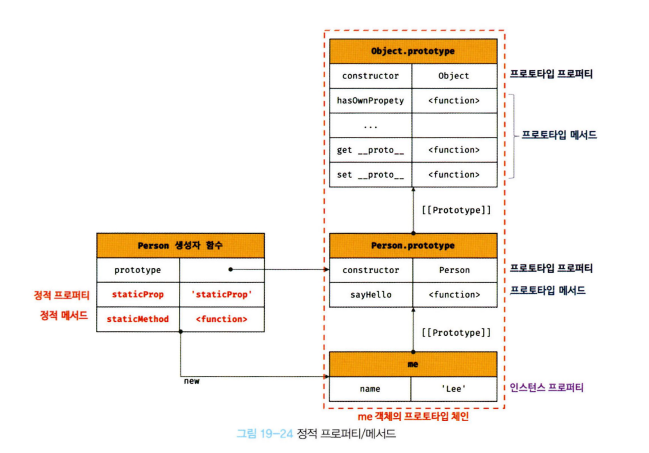 Object.prototype
constructor Object 프로토타입 프로퍼티
hasOwnPropety <function>
...
프로토타입 메서드
get __proto__ <function>
set __proto__ <function>
[[Prototype]]
Person 생성자 함수
prototype
정적 프로퍼티 staticProp 'staticProp'
정적 메서드 staticMethod <function>
Person.prototype
constructor Person 프로토타입 프로퍼티
sayHello <function> 프로토타입 메서드
[[Prototype]]
new
me
name 'Lee' 인스턴스 프로퍼티
me 객체의 프로토타입 체인
그림 19-24 정적 프로퍼티/메서드